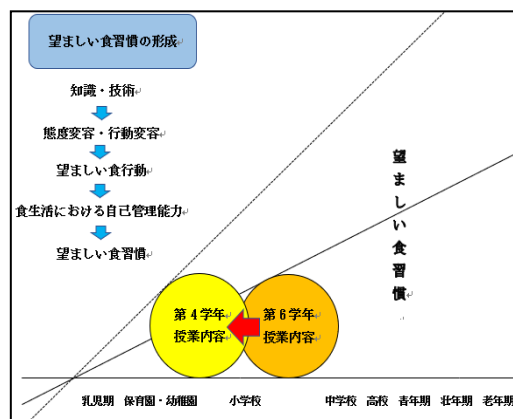 望ましい食習慣の形成
知識・技術
態度変容・行動変容
望ましい食行動
食生活における自己管理能力
望ましい食習慣
望ましい食習慣
第4学年
授業内容
第6学年
授業内容
乳児期 保育園・幼稚園 小学校 中学校 高校 青年期 壮年期 老年期